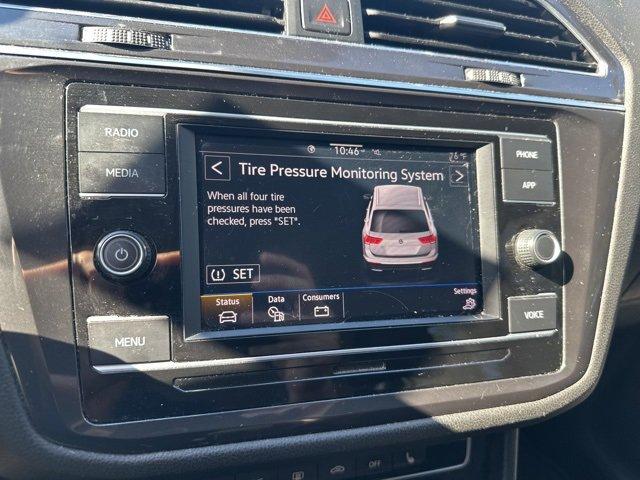 RADIO
MEDIA
MENU
10:46
Tire Pressure Monitoring System
When all four tire
pressures have been
checked, press "SET".
SET
Status
Data
Consumers
Settings
PHONE
APP
VOICE
OFF